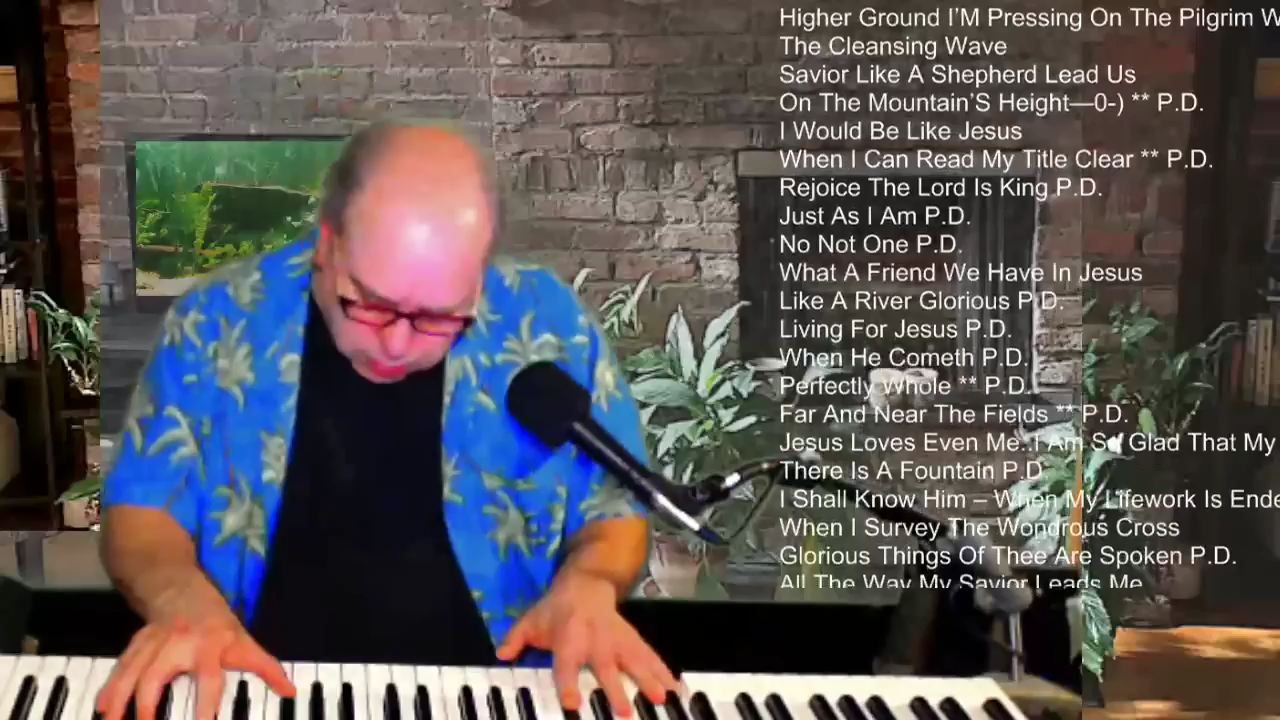 Higher Ground I'M Pressing On The Pilgrim W
The Cleansing Wave
Savior Like A Shepherd Lead Us
On The Mountain'S Height—0-) ** P.D.
I Would Be Like Jesus
When I Can Read My Title Clear ** P.D.
Rejoice The Lord Is King P.D.
Just As I Am P.D.
No Not One P.D.
What A Friend We Have In Jesus
Like A River Glorious P.D.
Living For Jesus P.D.
When He Cometh P.D.
Perfectly Whole ** P.D.
Far And Near The Fields ** P.D.
Jesus Loves Even Me..I Am So Glad That My
There Is A Fountain P.D.
I Shall Know Him – When My Lifework Is Ende
When I Survey The Wondrous Cross
Glorious Things Of Thee Are Spoken P.D.
All The Way My Savior Leads Me